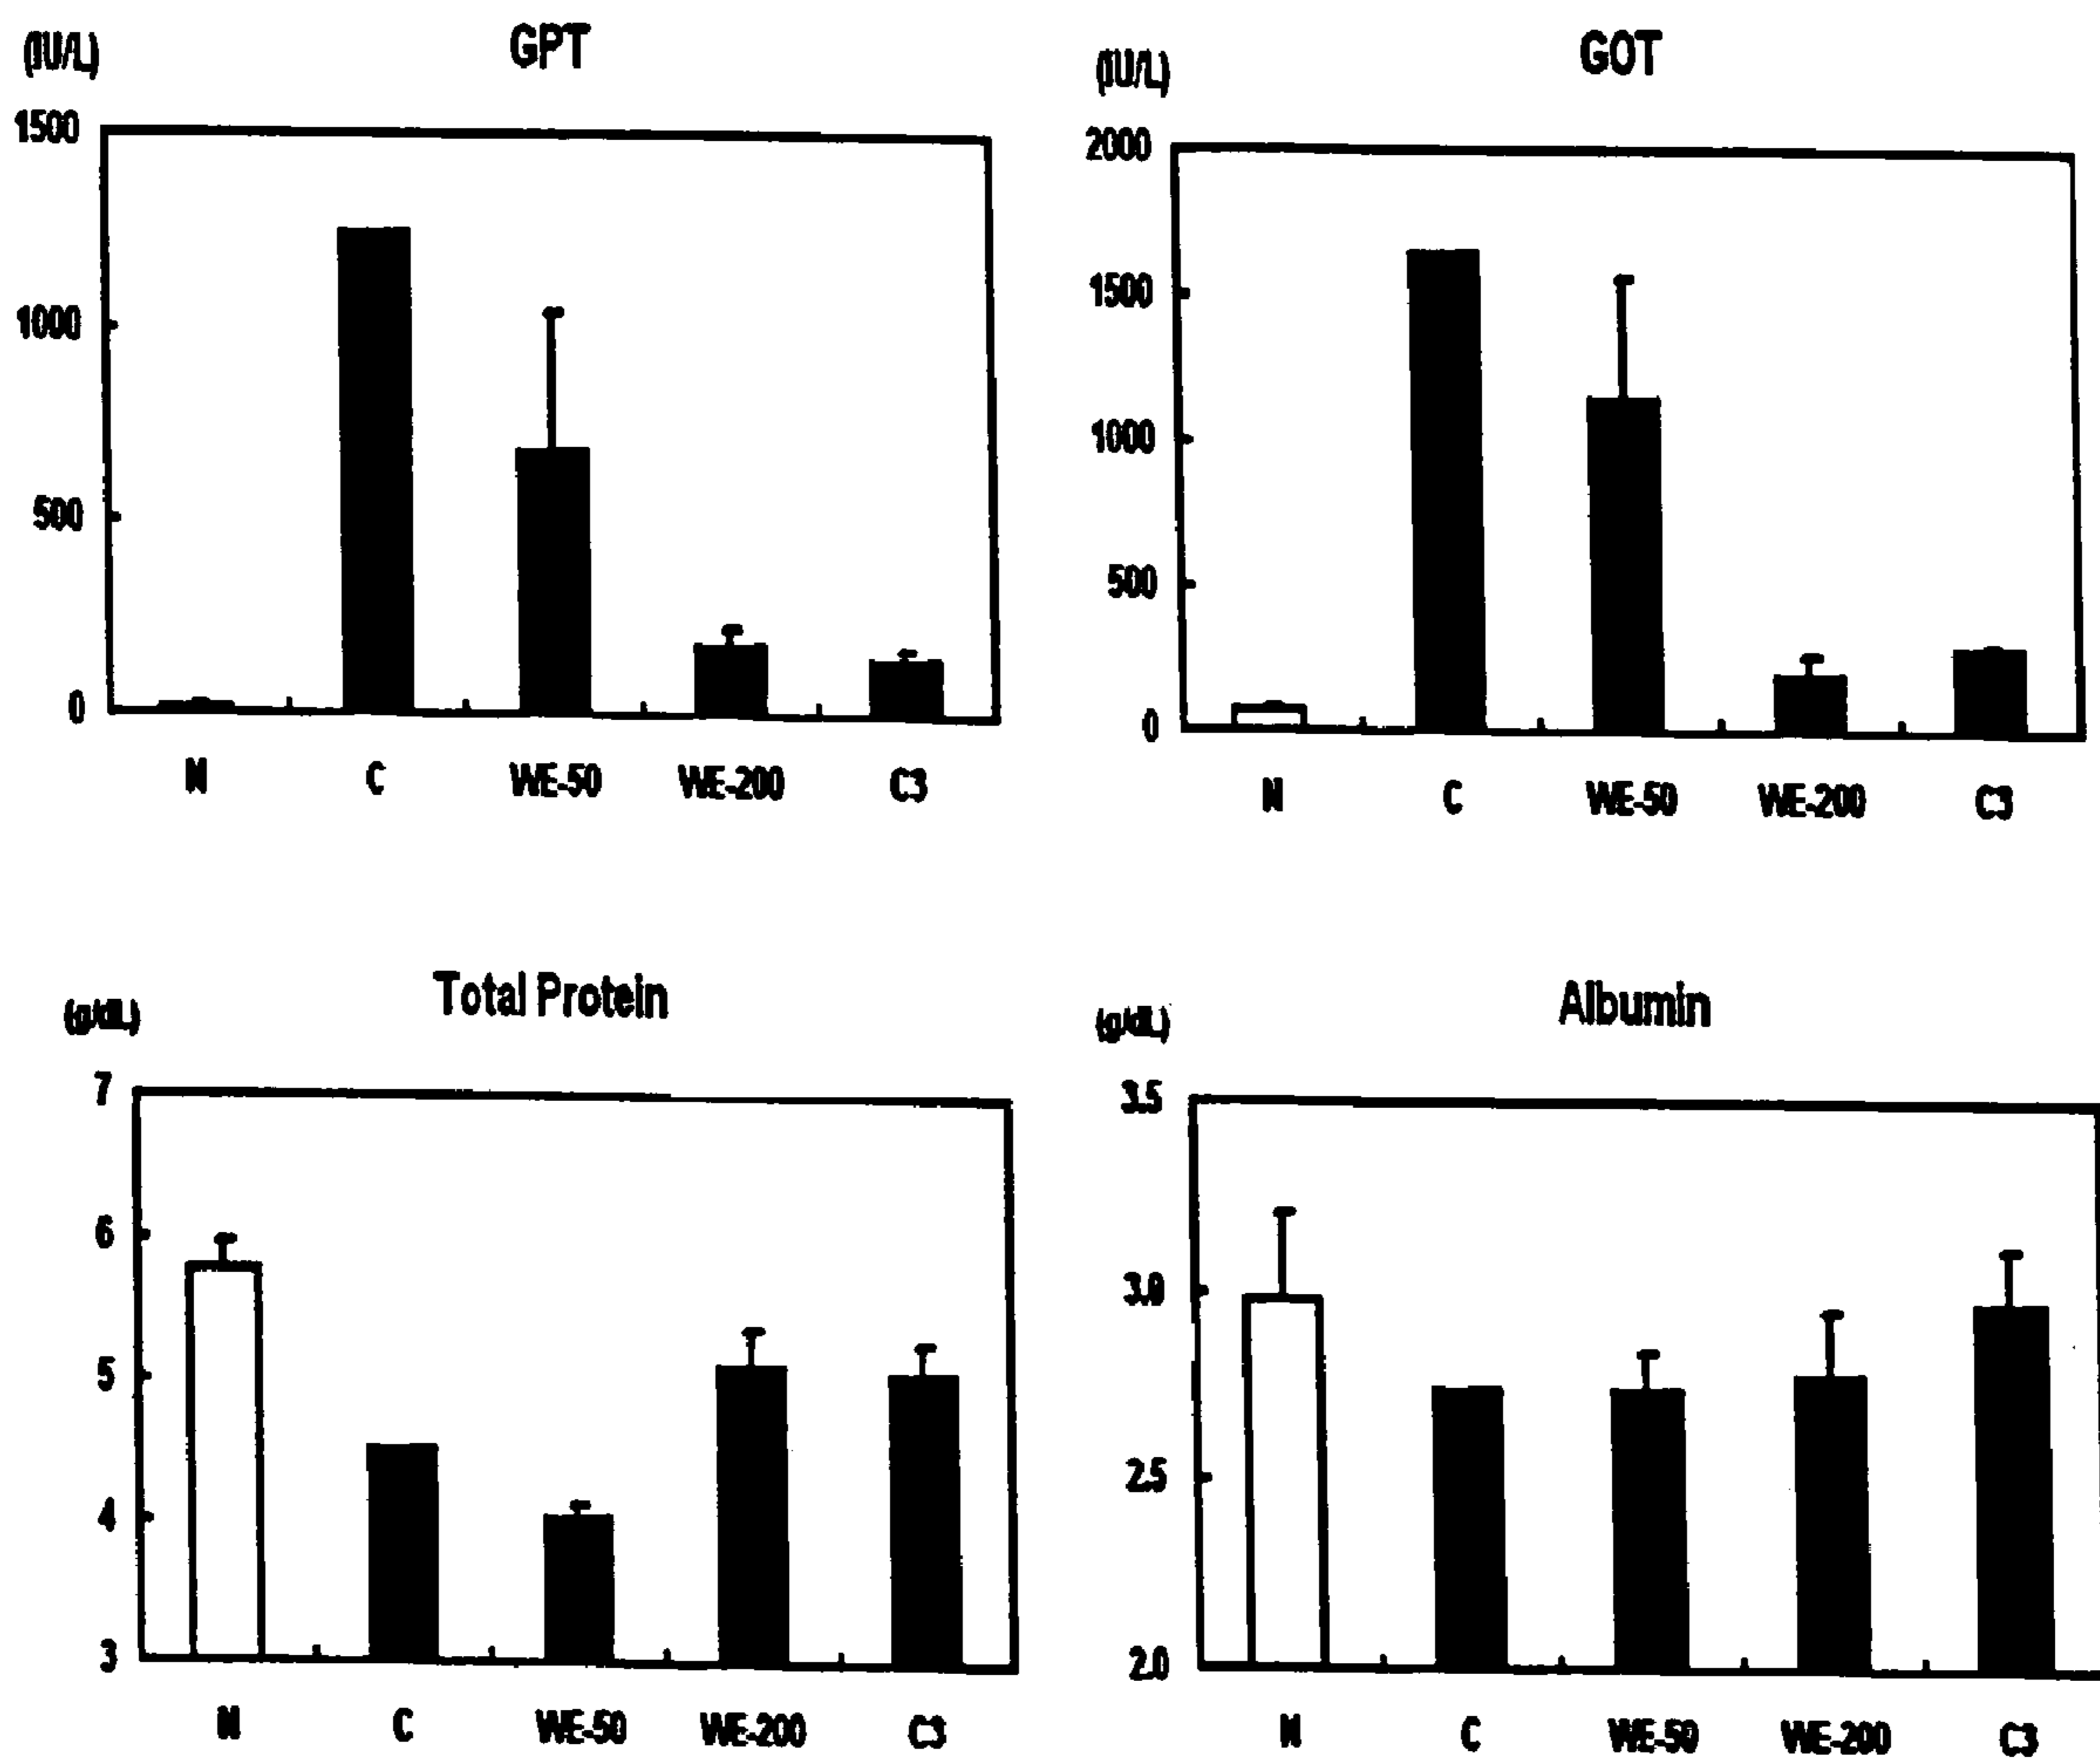 GPT
(IU/L)
1500
1000
500
0
N C WE-50 WE-200 C3
GOT
(IU/L)
2000
1500
1000
500
0
N C WE-50 WE-200 C3
Total Protein
(g/dL)
7
6
5
4
3
N C WE-50 WE-200 C3
Albumin
(g/dL)
3.5
3.0
2.5
2.0
N C WE-50 WE-200 C3